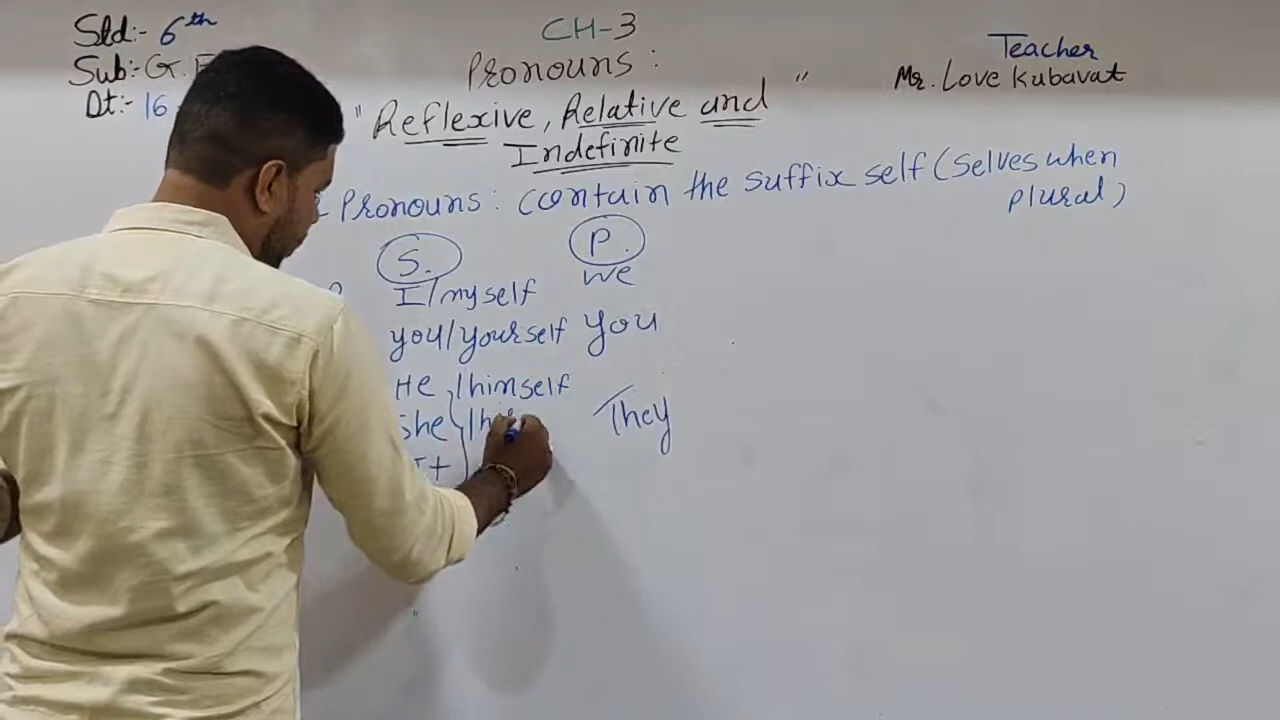 Std:- 6th
Sub:- G.
Dt:- 16
CH-3
Pronouns:
"Reflexive, Relative and"
Indefinite
Teacher
Mr. Love Kubavat
Pronouns: contain the suffix self (selves when
plural)
S. P.
I/myself we
you/yourself you
He /himself
She They
It